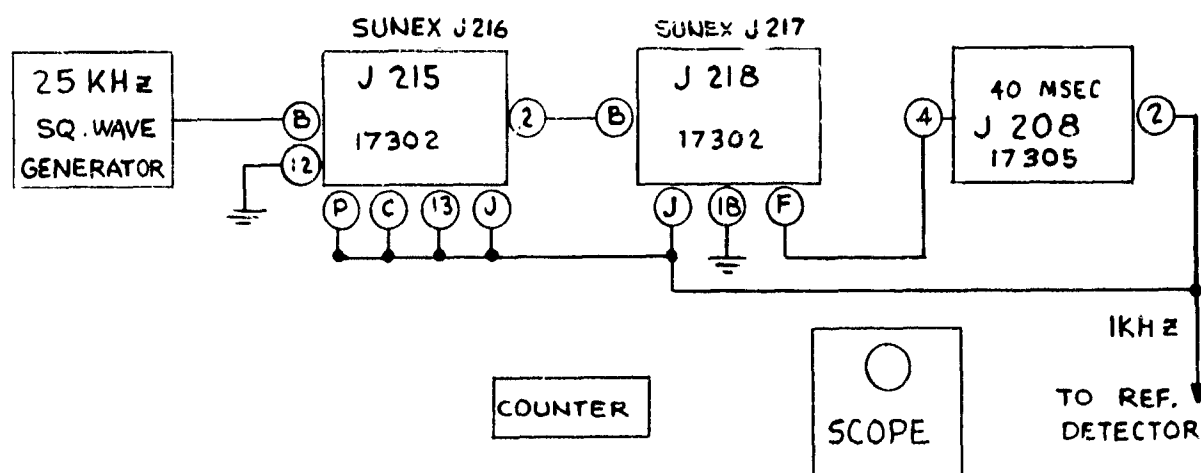 SUNEX J216
SUNEX J217
25 KHz
SQ. WAVE
GENERATOR
B
12
J 215
17302
2
P
C
13
J
B
J 218
17302
J
18
F
4
40 MSEC
J 208
17305
2
1KHz
TO REF.
DETECTOR
COUNTER
SCOPE